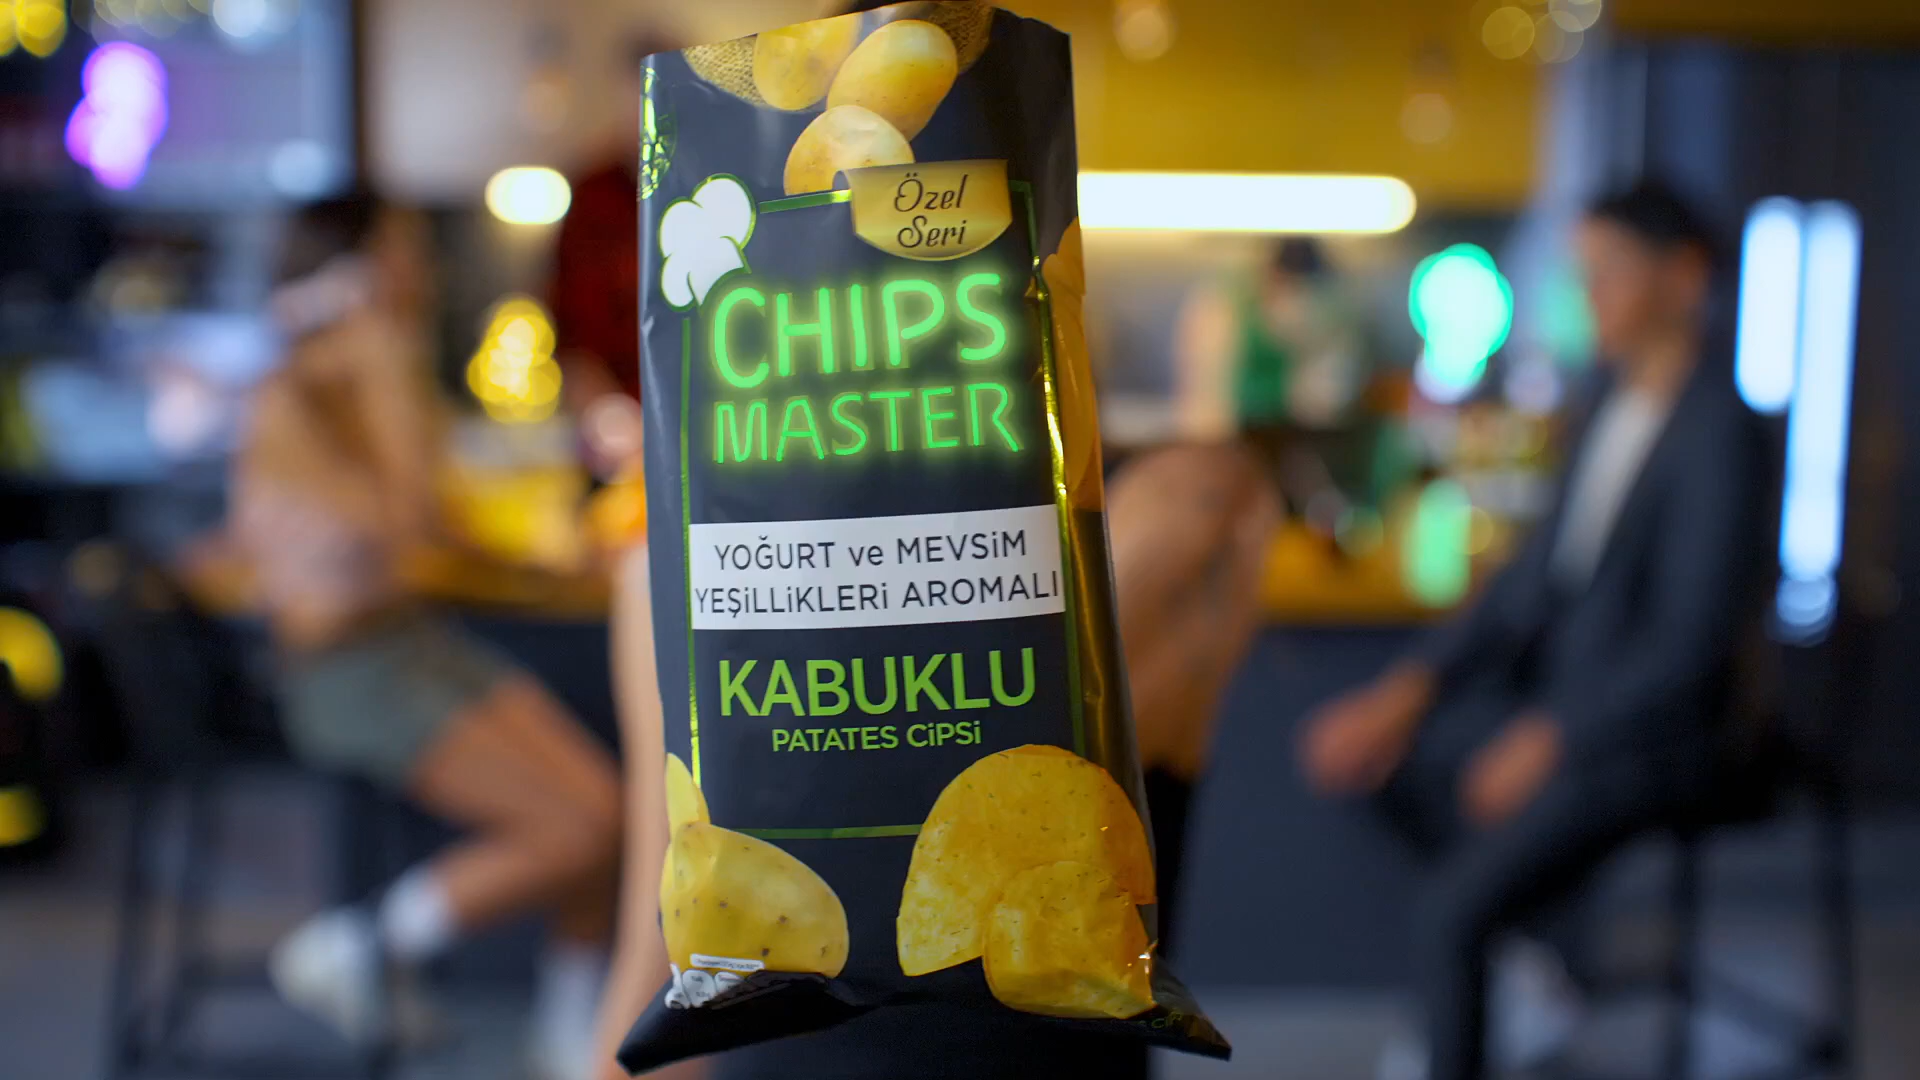 Özel
Seri
CHIPS
MASTER
YOĞURT ve MEVSiM
YEŞiLLiKLERi AROMALI
KABUKLU
PATATES CiPSi